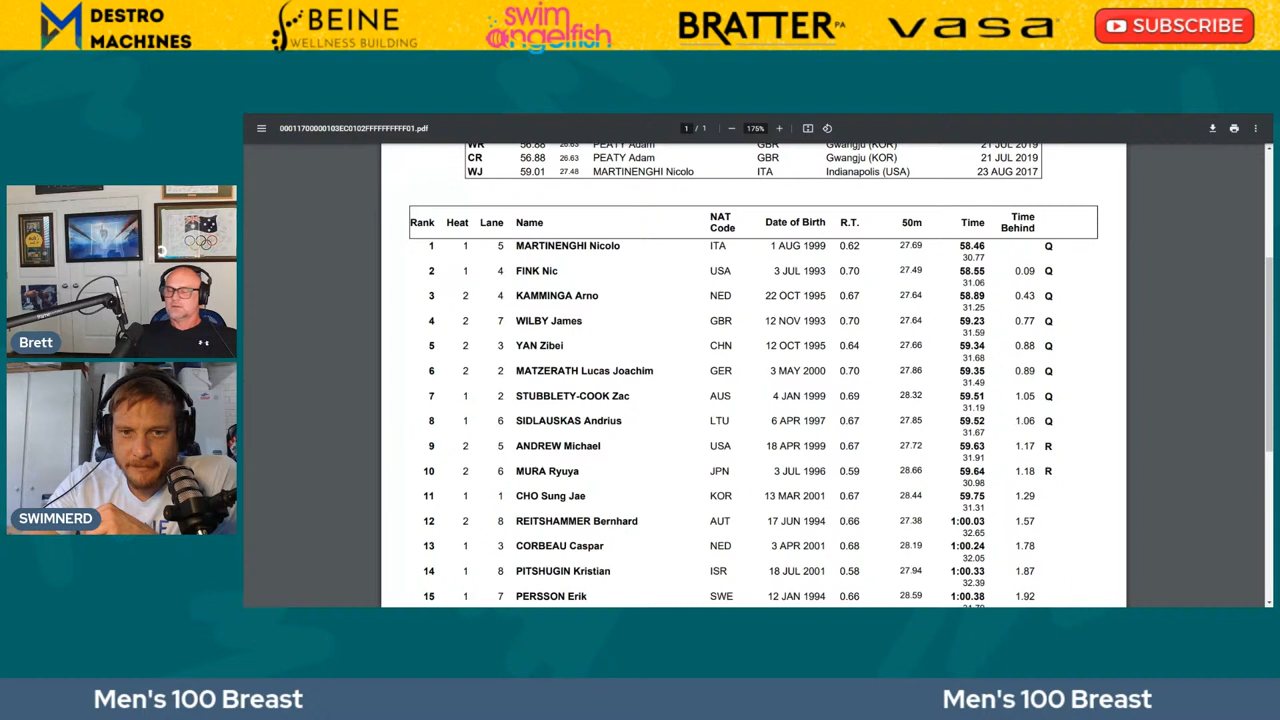 DESTRO
MACHINES
BEINE
WELLNESS BUILDING
swim
angelfish
BRATTER PA
vasa
SUBSCRIBE
00011700000103EC0102FFFFFFFFFF01.pdf
1 / 1
175%
WR 56.88 26.63 PEATY Adam GBR Gwangju (KOR) 21 JUL 2019
CR 56.88 26.63 PEATY Adam GBR Gwangju (KOR) 21 JUL 2019
WJ 59.01 27.48 MARTINENGHI Nicolo ITA Indianapolis (USA) 23 AUG 2017
Rank Heat Lane Name NAT Code Date of Birth R.T. 50m Time Time Behind
1 1 5 MARTINENGHI Nicolo ITA 1 AUG 1999 0.62 27.69 58.46 Q
30.77
2 1 4 FINK Nic USA 3 JUL 1993 0.70 27.49 58.55 0.09 Q
31.06
3 2 4 KAMMINGA Arno NED 22 OCT 1995 0.67 27.64 58.89 0.43 Q
31.25
4 2 7 WILBY James GBR 12 NOV 1993 0.70 27.64 59.23 0.77 Q
31.59
5 2 3 YAN Zibei CHN 12 OCT 1995 0.64 27.66 59.34 0.88 Q
31.68
6 2 2 MATZERATH Lucas Joachim GER 3 MAY 2000 0.70 27.86 59.35 0.89 Q
31.49
7 1 2 STUBBLETY-COOK Zac AUS 4 JAN 1999 0.69 28.32 59.51 1.05 Q
31.19
8 1 6 SIDLAUSKAS Andrius LTU 6 APR 1997 0.67 27.85 59.52 1.06 Q
31.67
9 2 5 ANDREW Michael USA 18 APR 1999 0.67 27.72 59.63 1.17 R
31.91
10 2 6 MURA Ryuya JPN 3 JUL 1996 0.59 28.66 59.64 1.18 R
30.98
11 1 1 CHO Sung Jae KOR 13 MAR 2001 0.67 28.44 59.75 1.29
31.31
12 2 8 REITSHAMMER Bernhard AUT 17 JUN 1994 0.66 27.38 1:00.03 1.57
32.65
13 1 3 CORBEAU Caspar NED 3 APR 2001 0.68 28.19 1:00.24 1.78
32.05
14 1 8 PITSHUGIN Kristian ISR 18 JUL 2001 0.58 27.94 1:00.33 1.87
32.39
15 1 7 PERSSON Erik SWE 12 JAN 1994 0.66 28.59 1:00.38 1.92
Brett
SWIMNERD
Men's 100 Breast
Men's 100 Breast